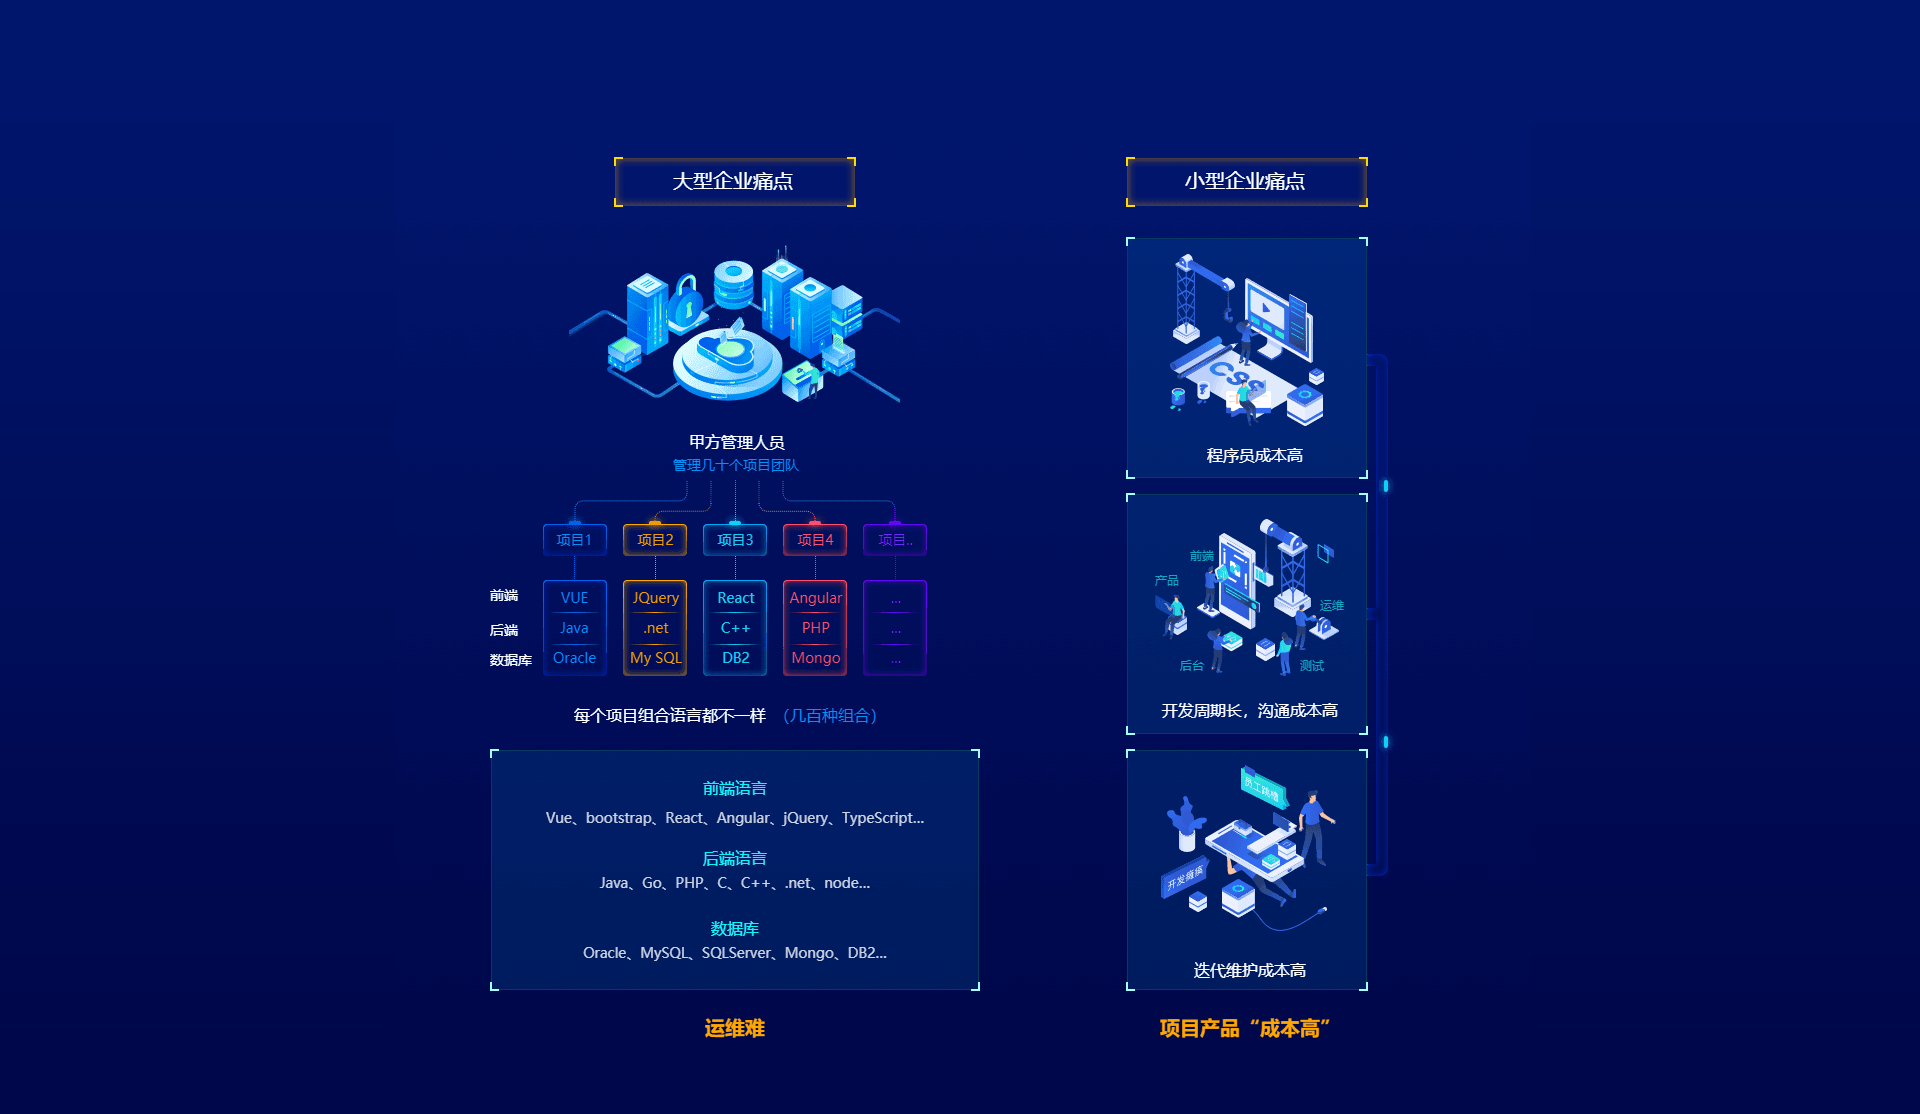 大型企业痛点
甲方管理人员
管理几十个项目团队
项目1 项目2 项目3 项目4 项目..
前端 VUE JQuery React Angular ...
后端 Java .net C++ PHP ...
数据库 Oracle My SQL DB2 Mongo ...
每个项目组合语言都不一样 （几百种组合）
前端语言
Vue、bootstrap、React、Angular、jQuery、TypeScript...
后端语言
Java、Go、PHP、C、C++、.net、node...
数据库
Oracle、MySQL、SQLServer、Mongo、DB2...
运维难
小型企业痛点
CSS
程序员成本高
前端
产品
运维
后台
测试
开发周期长，沟通成本高
员工跳槽
开发瘫痪
迭代维护成本高
项目产品“成本高”